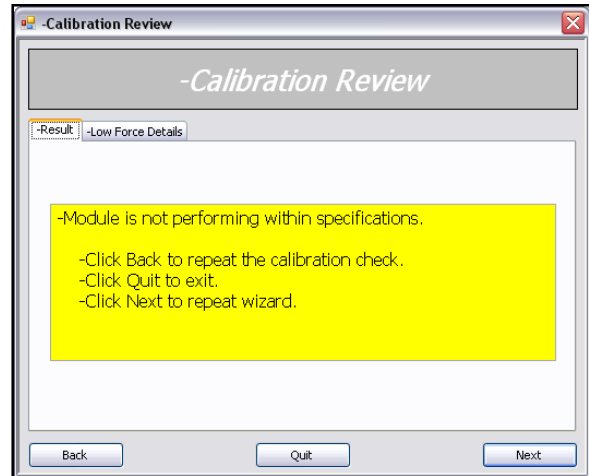 -Calibration Review
-Calibration Review
-Result -Low Force Details
-Module is not performing within specifications.
-Click Back to repeat the calibration check.
-Click Quit to exit.
-Click Next to repeat wizard.
Back Quit Next